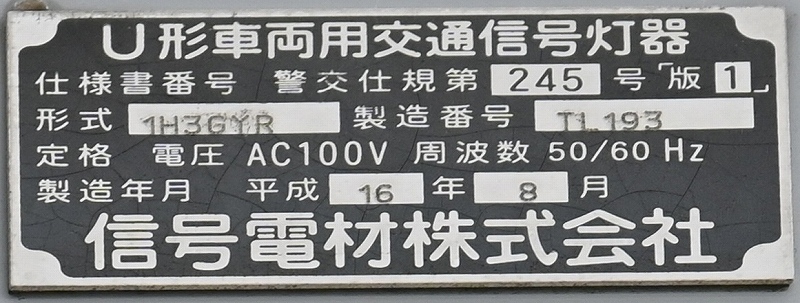 U形車両用交通信号灯器
仕様書番号 警交仕規第 245 号「版 1」
形式 1H3GYR 製造番号 TL193
定格 電圧 AC100V 周波数 50/60 Hz
製造年月 平成 16 年 8 月
信号電材株式会社